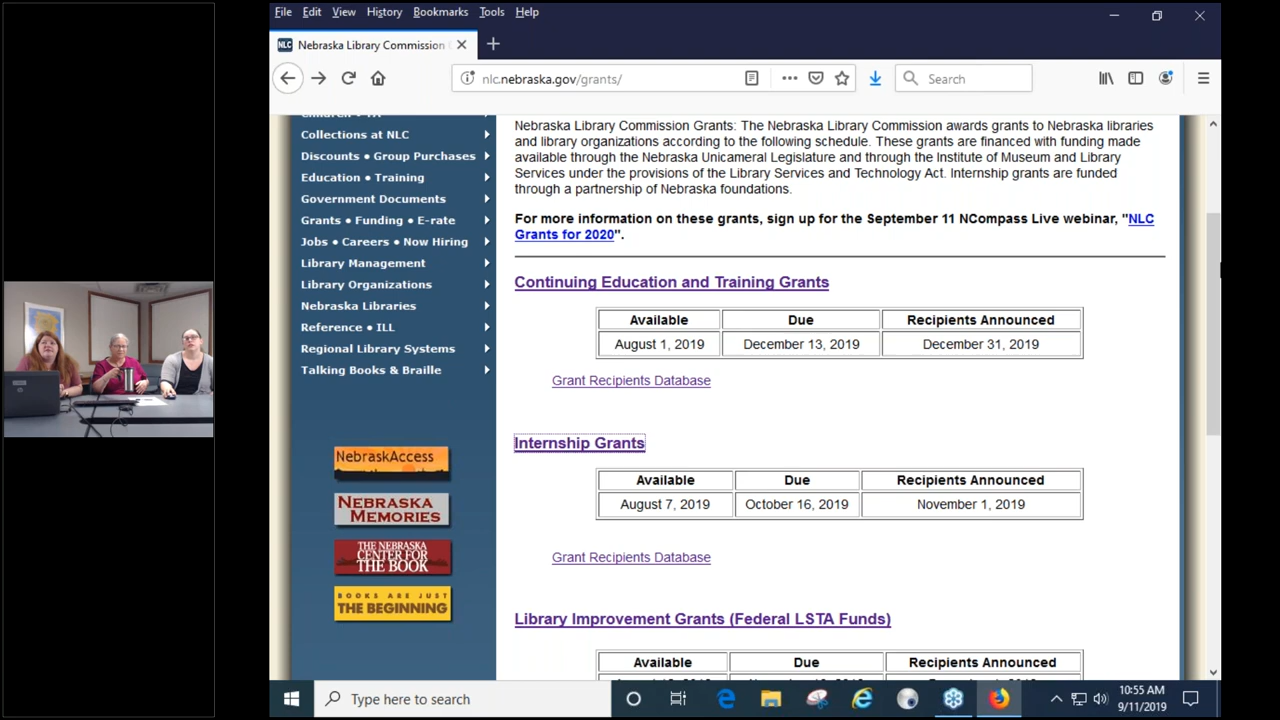 File Edit View History Bookmarks Tools Help
NLC Nebraska Library Commission
nlc.nebraska.gov/grants/
Search
Children • YA
Collections at NLC
Discounts • Group Purchases
Education • Training
Government Documents
Grants • Funding • E-rate
Jobs • Careers • Now Hiring
Library Management
Library Organizations
Nebraska Libraries
Reference • ILL
Regional Library Systems
Talking Books & Braille
NebraskAccess
NEBRASKA
MEMORIES
THE NEBRASKA
CENTER FOR
THE BOOK
BOOKS ARE JUST
THE BEGINNING
Nebraska Library Commission Grants: The Nebraska Library Commission awards grants to Nebraska libraries
and library organizations according to the following schedule. These grants are financed with funding made
available through the Nebraska Unicameral Legislature and through the Institute of Museum and Library
Services under the provisions of the Library Services and Technology Act. Internship grants are funded
through a partnership of Nebraska foundations.
For more information on these grants, sign up for the September 11 NCompass Live webinar, "NLC
Grants for 2020".
Continuing Education and Training Grants
Available Due Recipients Announced
August 1, 2019 December 13, 2019 December 31, 2019
Grant Recipients Database
Internship Grants
Available Due Recipients Announced
August 7, 2019 October 16, 2019 November 1, 2019
Grant Recipients Database
Library Improvement Grants (Federal LSTA Funds)
Available Due Recipients Announced
Type here to search
10:55 AM
9/11/2019